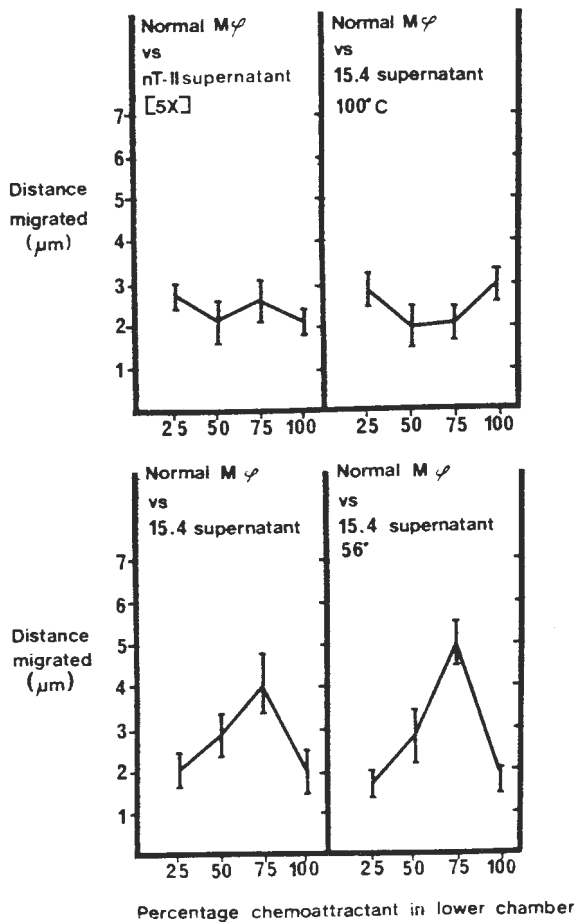 Normal Mφ
vs
nT-II supernatant
[5X]
Normal Mφ
vs
15.4 supernatant
100°C
Distance
migrated
(µm)
7
6
5
4
3
2
1
25 50 75 100
25 50 75 100
Normal Mφ
vs
15.4 supernatant
Normal Mφ
vs
15.4 supernatant
56°
Distance
migrated
(µm)
7
6
5
4
3
2
1
25 50 75 100
25 50 75 100
Percentage chemoattractant in lower chamber